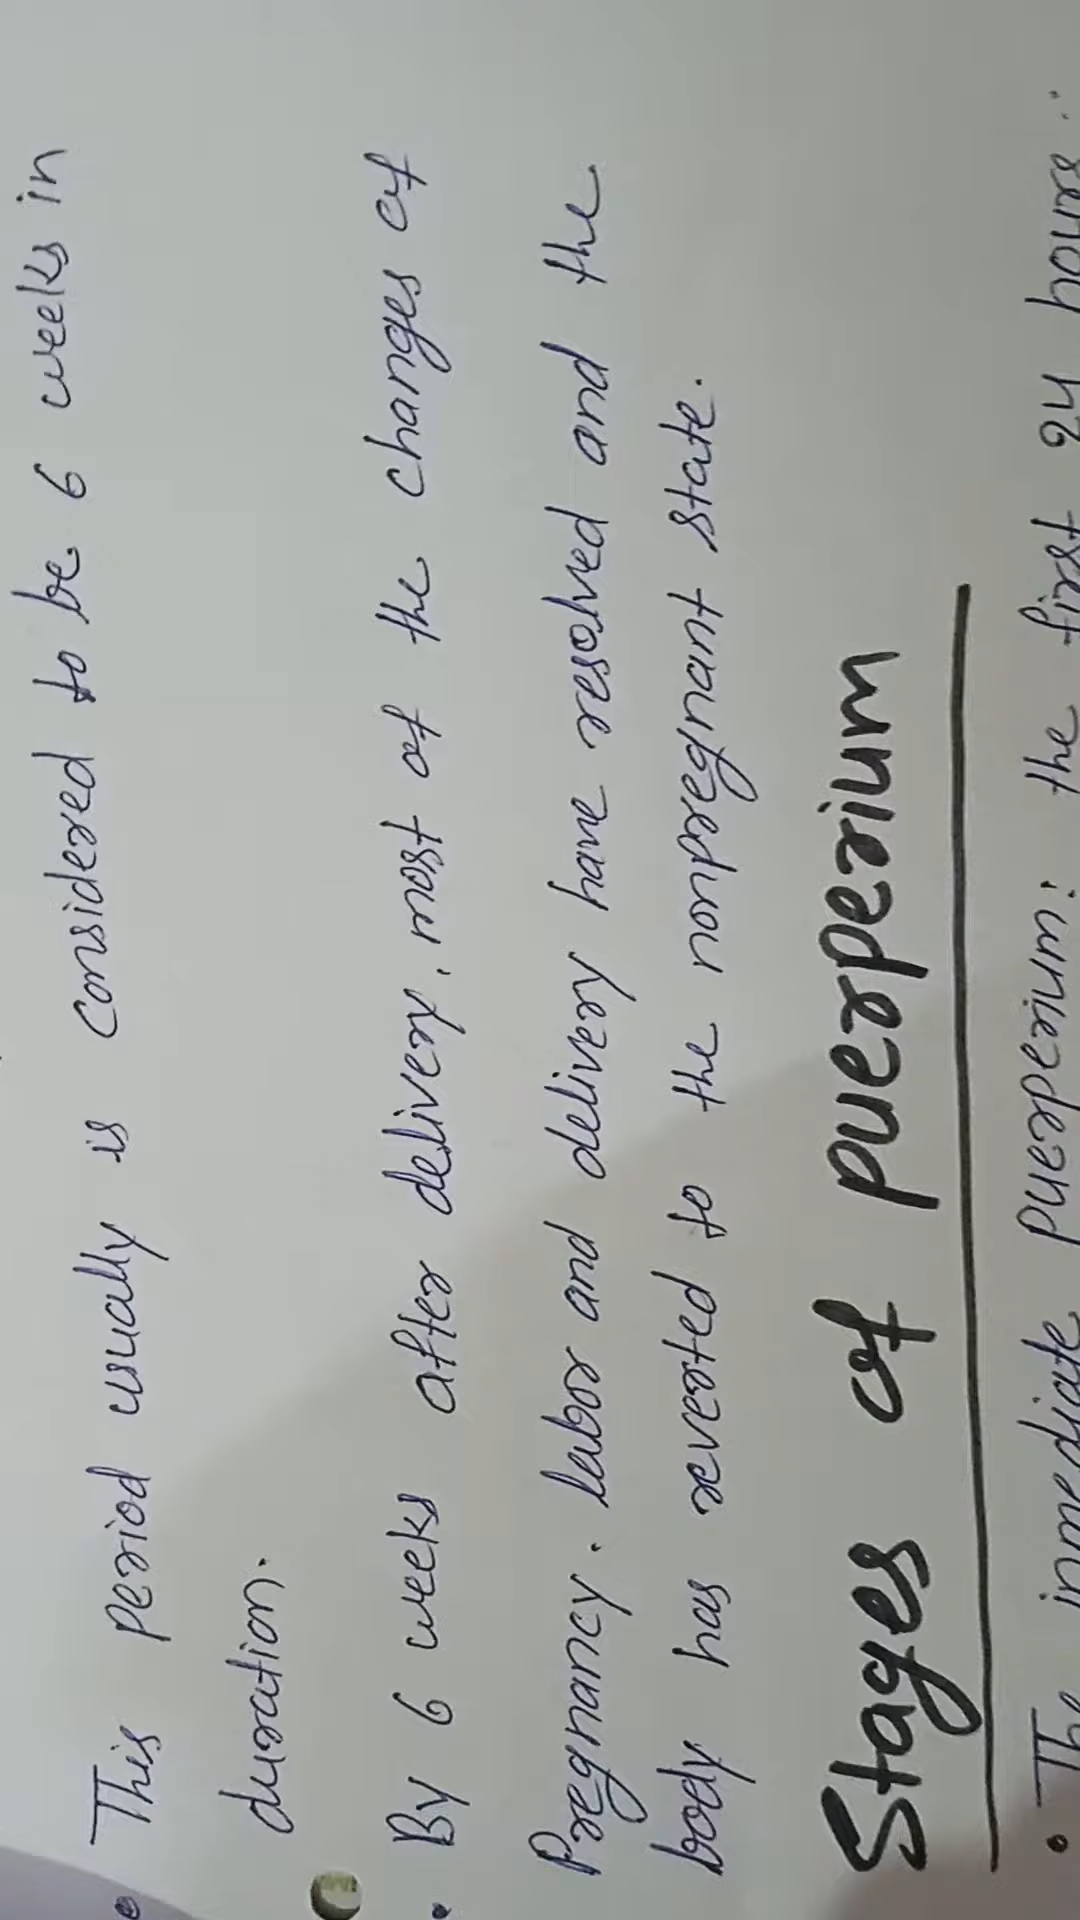 • This period usually is considered to be 6 weeks in
duration.
• By 6 weeks after delivery, most of the changes of
Pregnancy. labor and delivery have resolved and the
body has reverted to the nonpregnant state.
Stages of puerperium
• The immediate puerperium: the first 24 hours